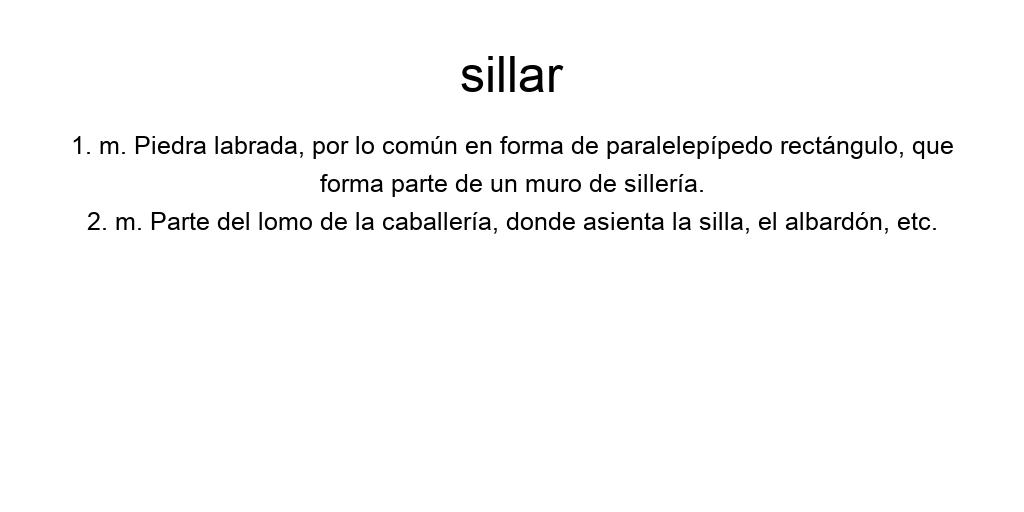 sillar
1. m. Piedra labrada, por lo común en forma de paralelepípedo rectángulo, que
forma parte de un muro de sillería.
2. m. Parte del lomo de la caballería, donde asienta la silla, el albardón, etc.